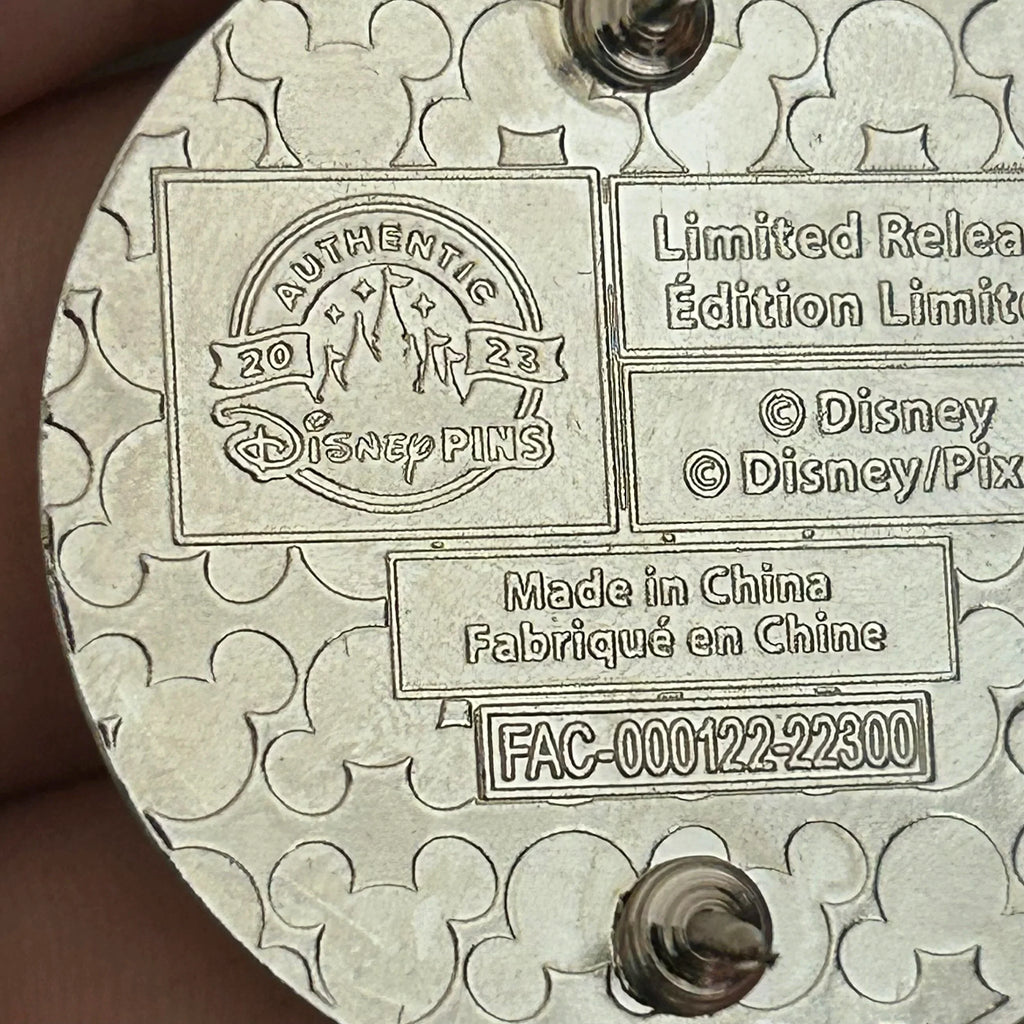 AUTHENTIC
20 23
Disney PINS
Limited Relea
Édition Limit
© Disney
© Disney/Pix
Made in China
Fabriqué en Chine
FAC-000122-22300